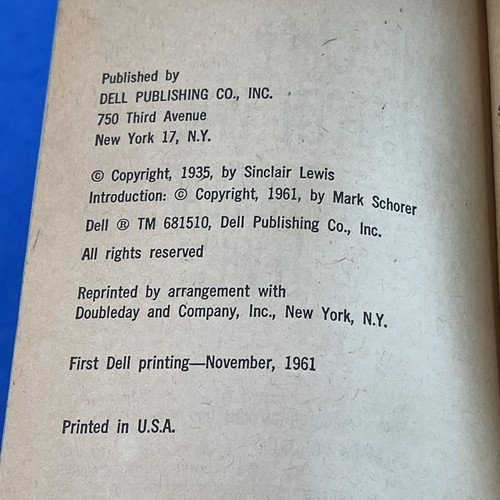 Published by
DELL PUBLISHING CO., INC.
750 Third Avenue
New York 17, N.Y.
© Copyright, 1935, by Sinclair Lewis
Introduction: © Copyright, 1961, by Mark Schorer
Dell ® TM 681510, Dell Publishing Co., Inc.
All rights reserved
Reprinted by arrangement with
Doubleday and Company, Inc., New York, N.Y.
First Dell printing—November, 1961
Printed in U.S.A.